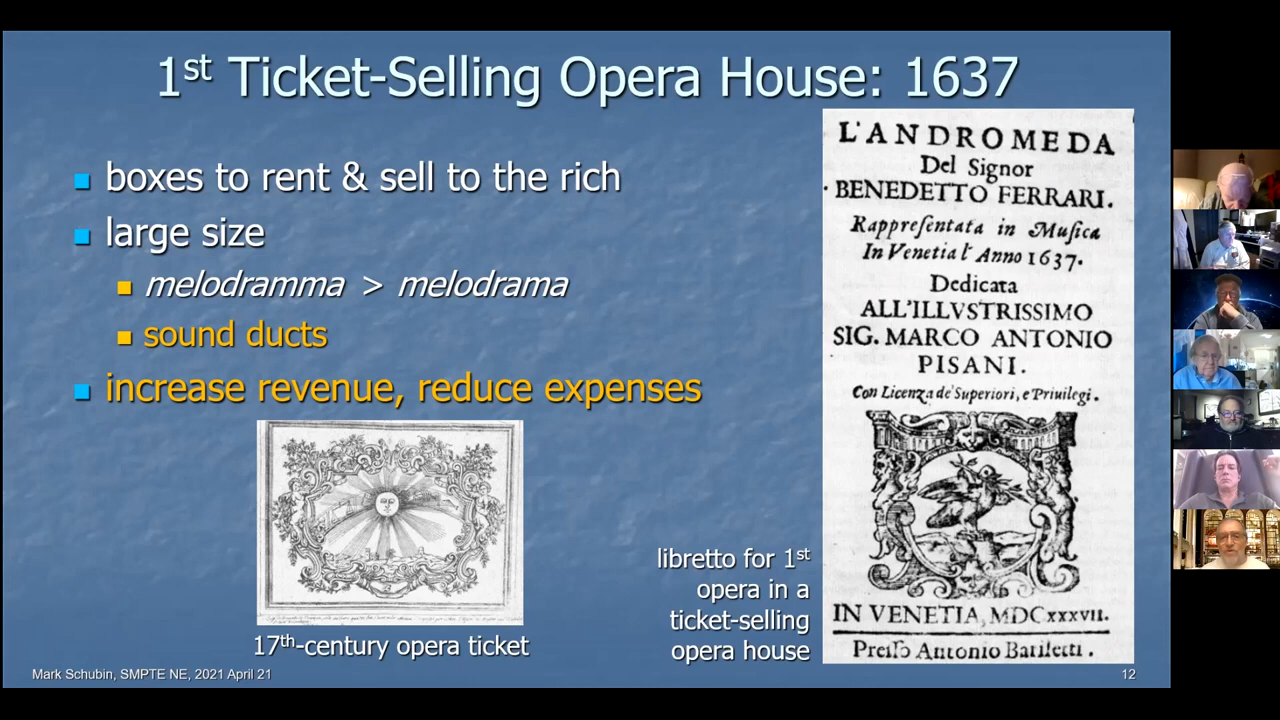 1st Ticket-Selling Opera House: 1637
boxes to rent & sell to the rich
large size
melodramma > melodrama
sound ducts
increase revenue, reduce expenses
17th-century opera ticket
libretto for 1st
opera in a
ticket-selling
opera house
L'ANDROMEDA
Del Signor
BENEDETTO FERRARI.
Rappreſentata in Muſica
In Venetia l' Anno 1637.
Dedicata
ALL'ILLVSTRISSIMO
SIG. MARCO ANTONIO
PISANI.
Con Licenza de' Superiori, e Priuilegi.
IN VENETIA, MDCXXXVII.
Preſſo Antonio Bariletti.
Mark Schubin, SMPTE NE, 2021 April 21
12